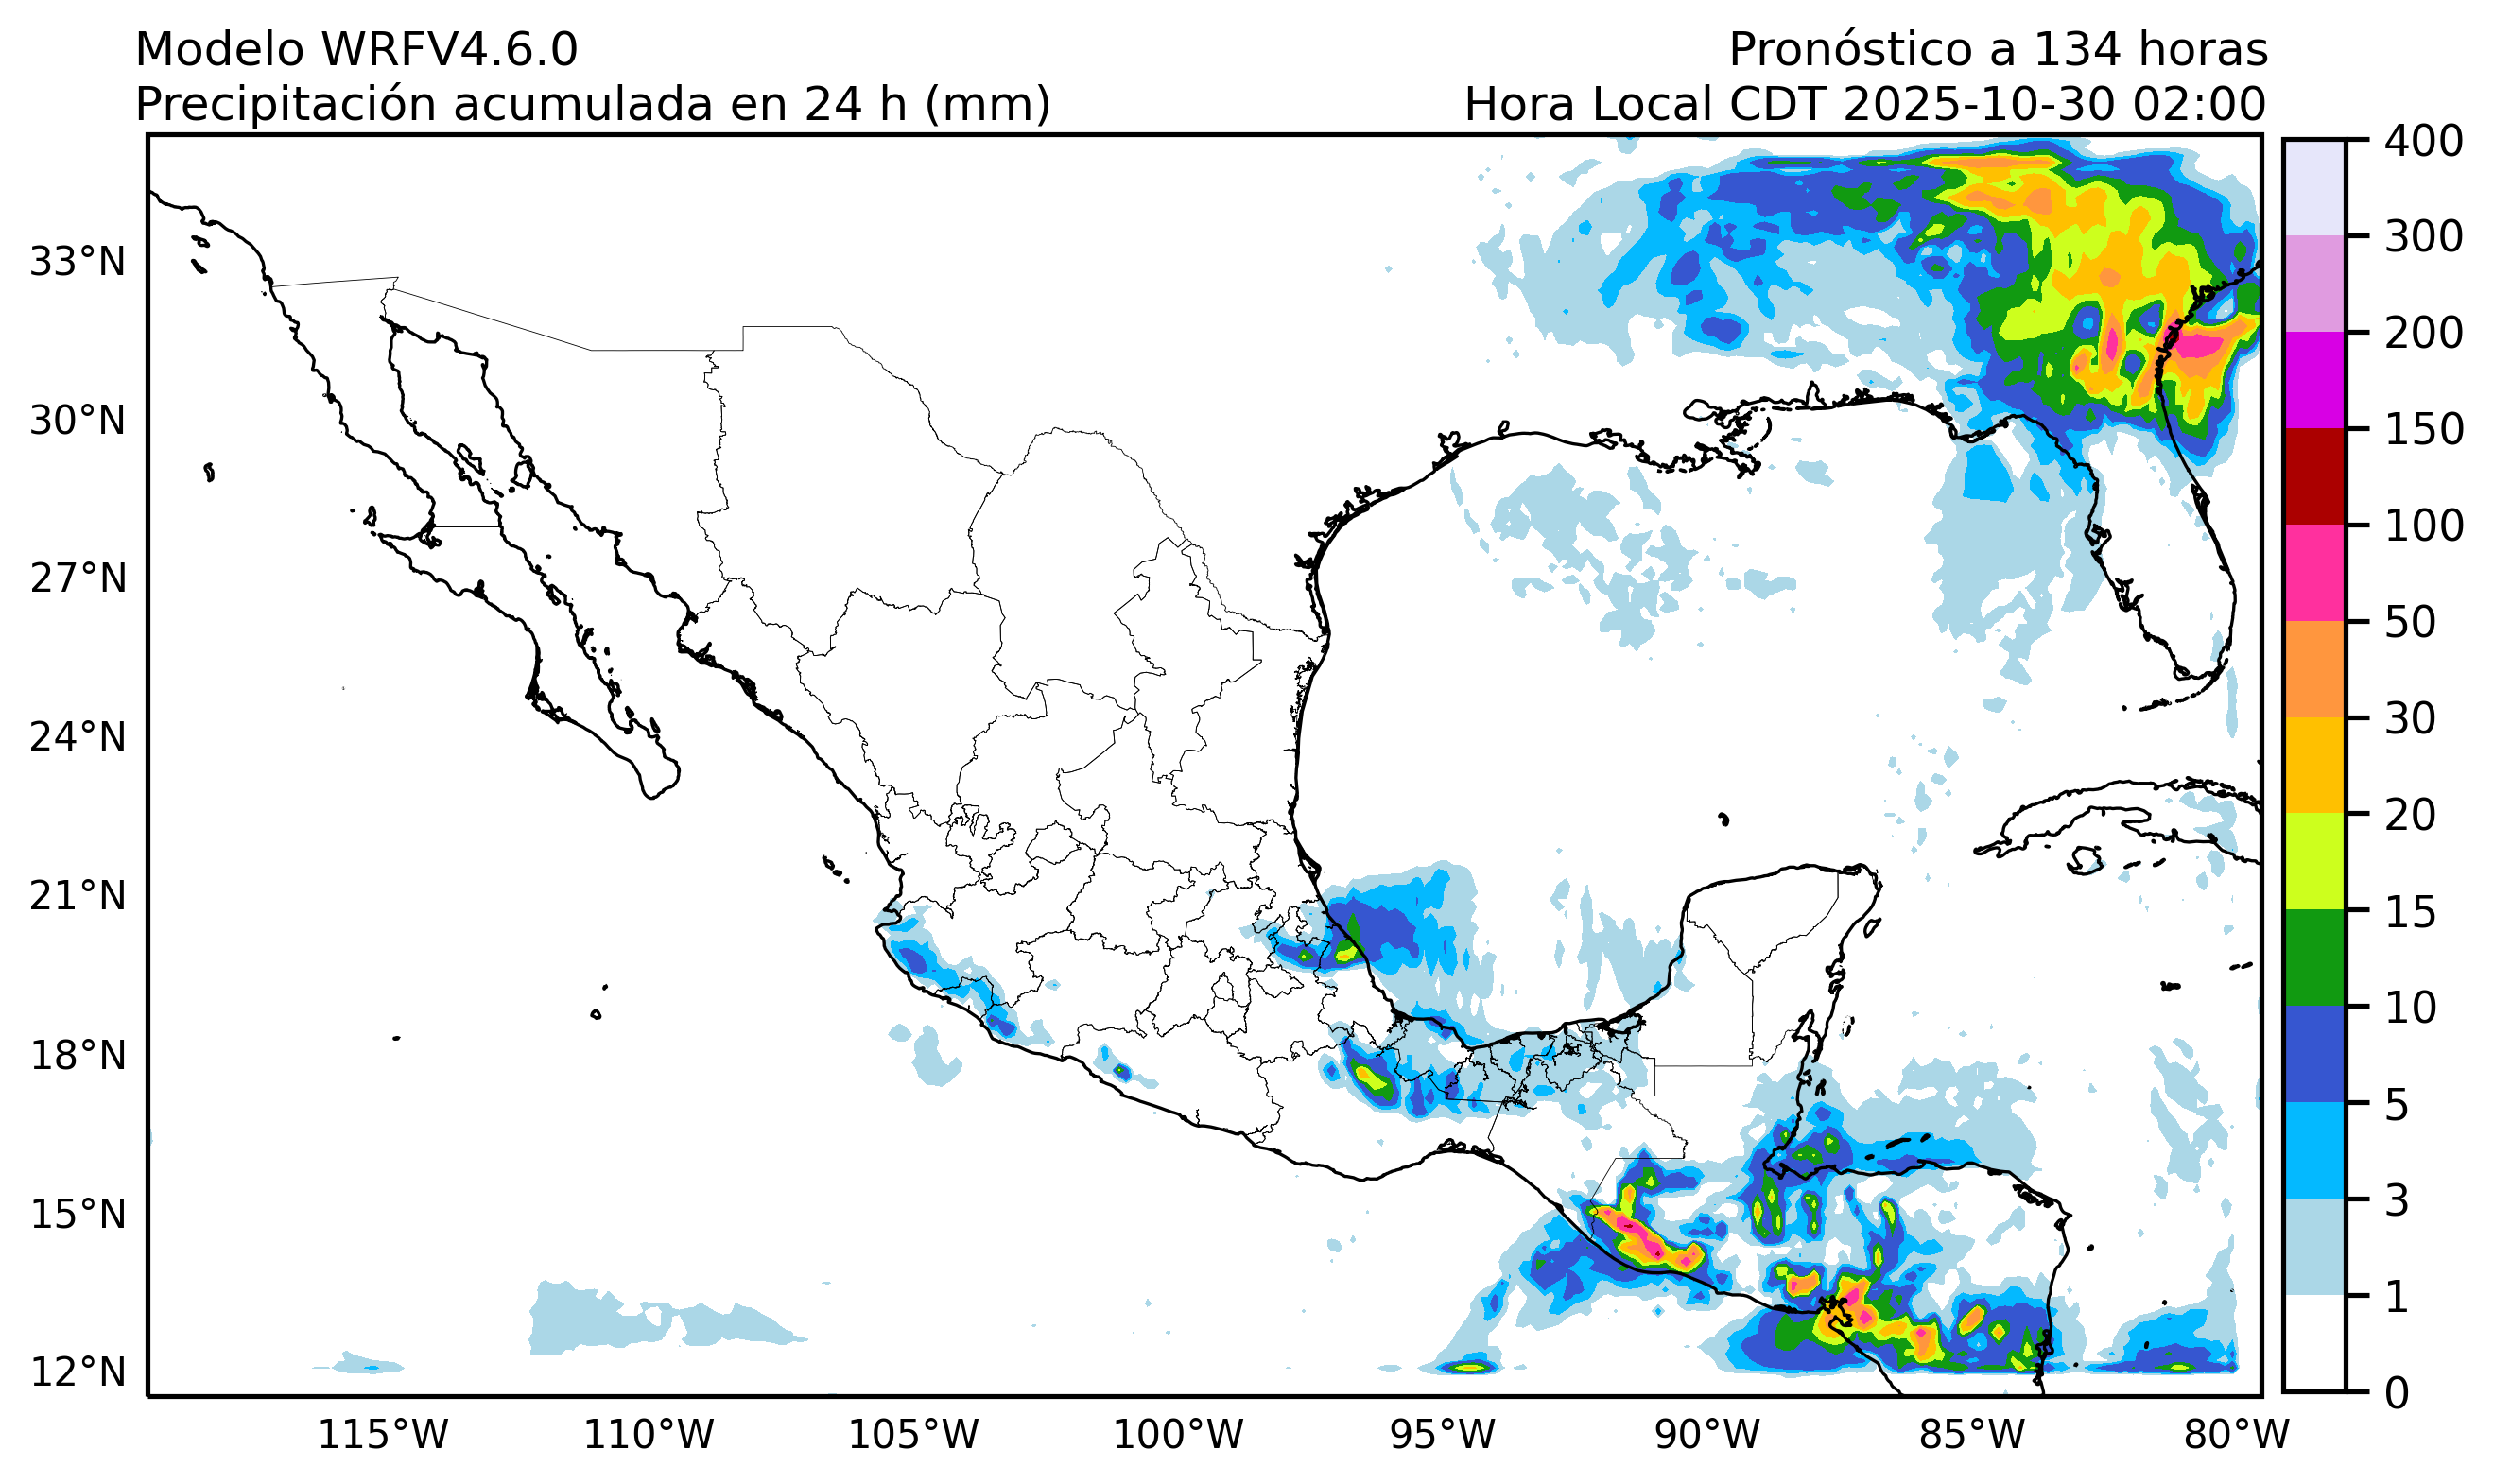 Modelo WRFV4.6.0
Pronóstico a 134 horas
Precipitación acumulada en 24 h (mm)
Hora Local CDT 2025-10-30 02:00
33°N
30°N
27°N
24°N
21°N
18°N
15°N
12°N
115°W
110°W
105°W
100°W
95°W
90°W
85°W
80°W
400
300
200
150
100
50
30
20
15
10
5
3
1
0